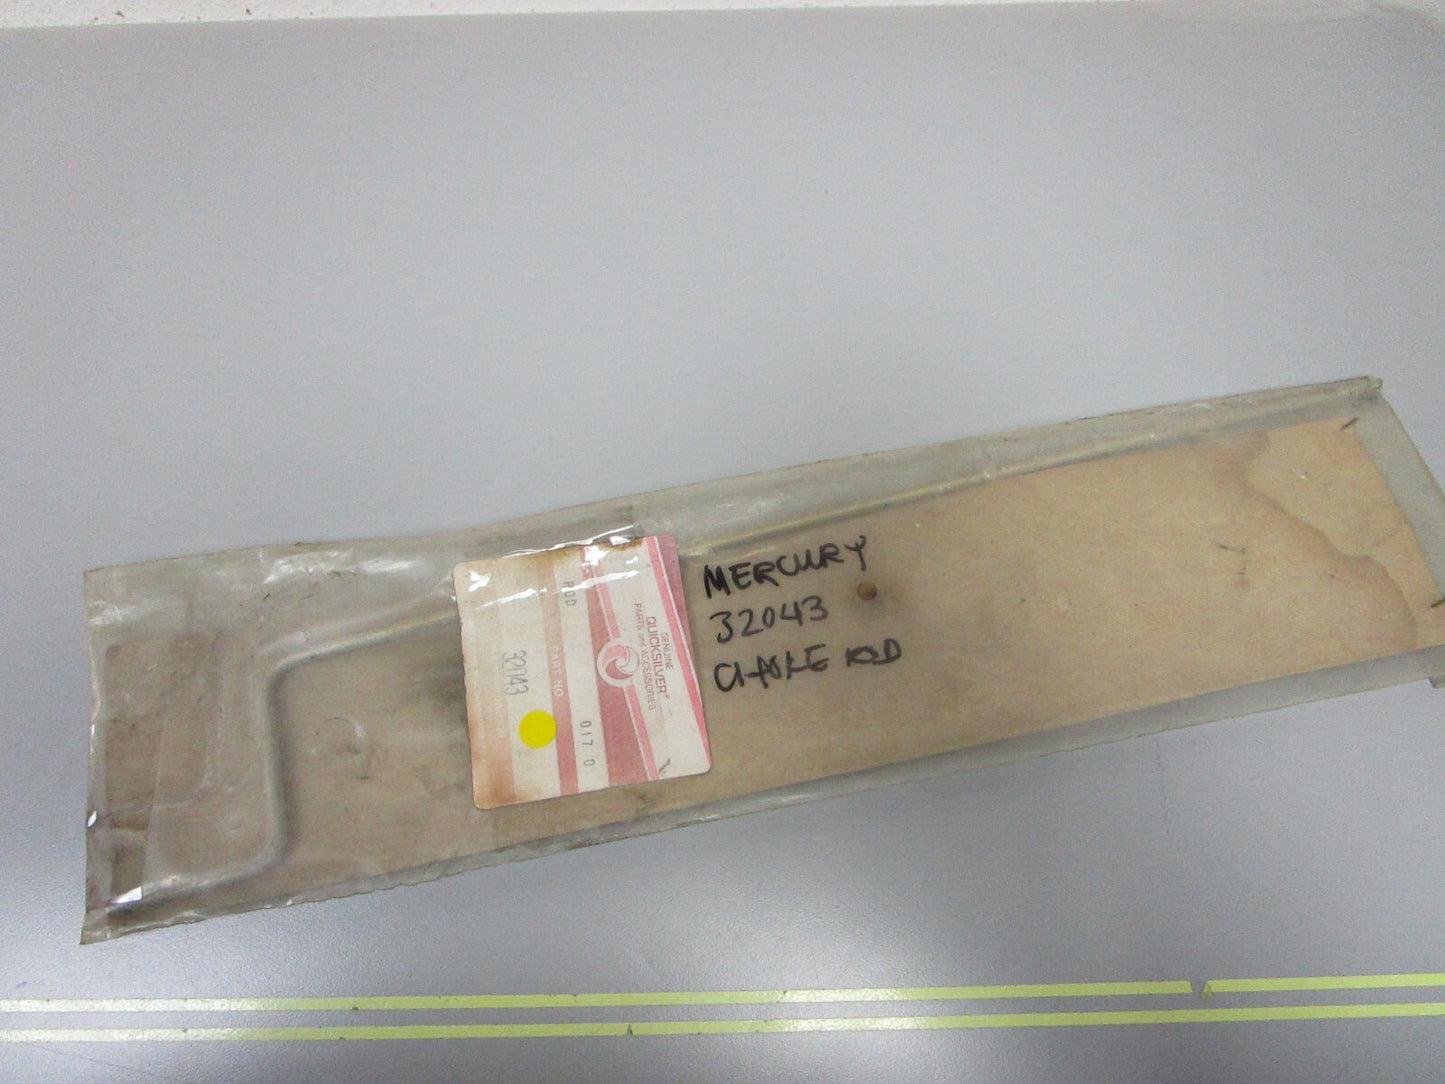 MERCURY
32043
CHOKE ROD
GENUINE
QUICKSILVER®
PARTS and ACCESSORIES
017 0
ROD
PART NO.
32043